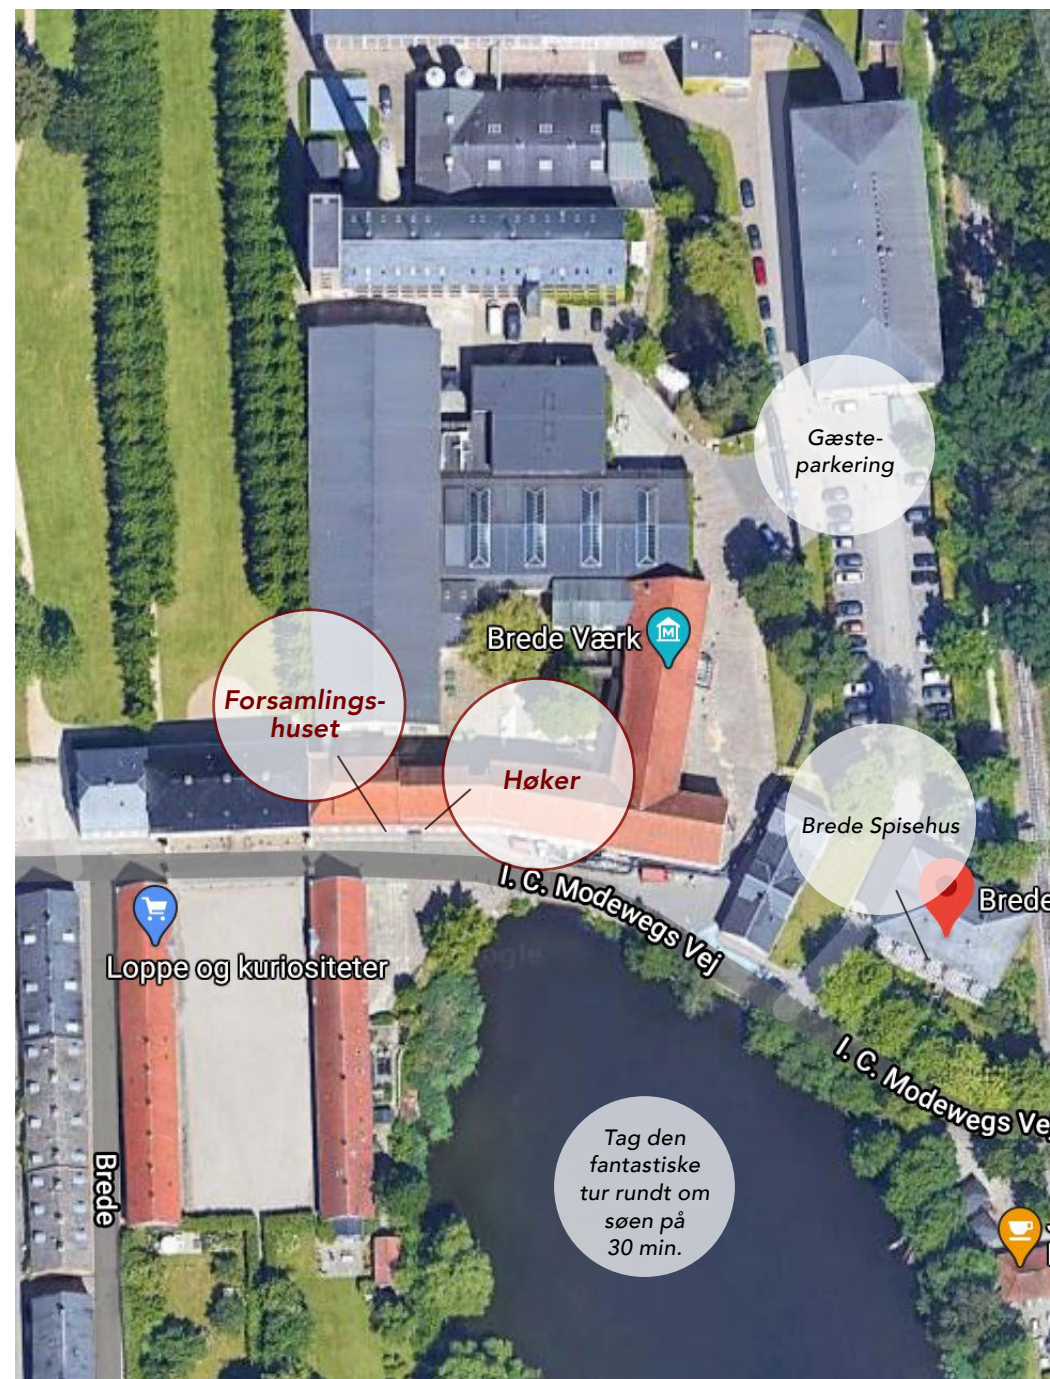 Gæste-
parkering
Brede Værk
Forsamlings-
huset
Høker
Brede Spisehus
I. C. Modewegs Vej
Brede
Loppe og kuriositeter
I. C. Modewegs Vej
Tag den
fantastiske
tur rundt om
søen på
30 min.
Brede